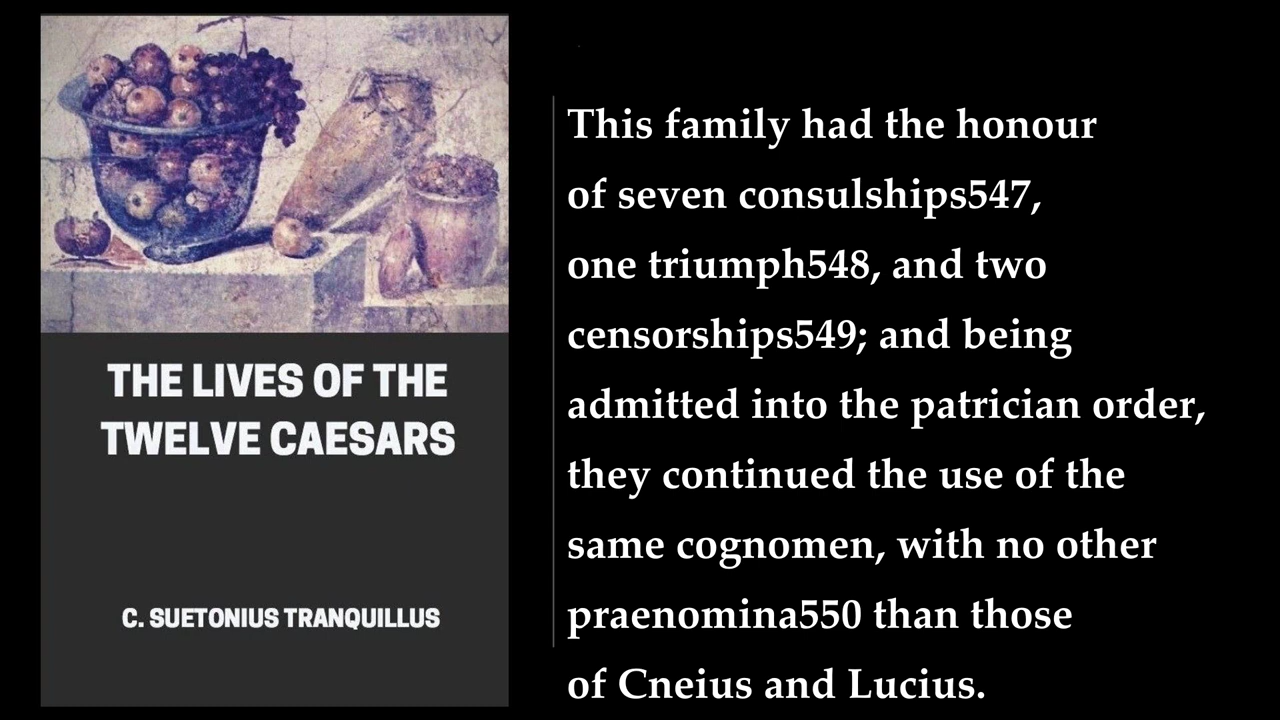 THE LIVES OF THE
TWELVE CAESARS
C. SUETONIUS TRANQUILLUS
This family had the honour
of seven consulships547,
one triumph548, and two
censorships549; and being
admitted into the patrician order,
they continued the use of the
same cognomen, with no other
praenomina550 than those
of Cneius and Lucius.